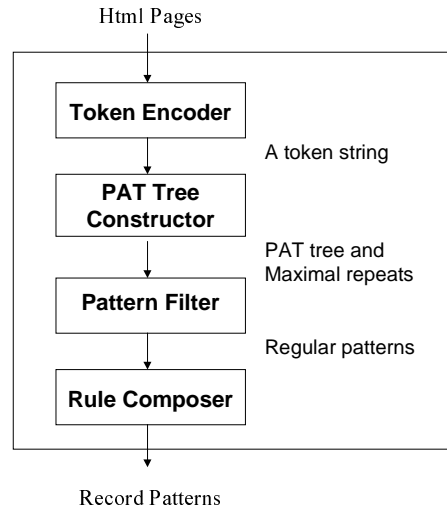 Html Pages
Token Encoder
A token string
PAT Tree
Constructor
PAT tree and
Maximal repeats
Pattern Filter
Regular patterns
Rule Composer
Record Patterns